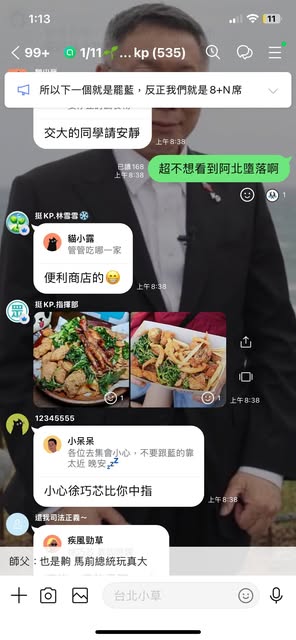 1:13
11
99+
1/11🌱… kp (535)
所以下一個就是罷藍，反正我們就是 8+N 席
交大的同學請安靜
上午8:38
已讀 168
上午8:38
超不想看到阿北墮落啊
1
挺KP.林雪雪❄️
貓小露
管管吃哪一家
便利商店的😁
上午8:38
挺KP.指揮部
眾
1
1
上午8:38
12345555
小呆呆
各位去集會小心，不要跟藍的靠
太近 晚安💤
小心徐巧芯比你中指
上午8:38
還我司法正義~
疾風勁草
師父：也是齁 馬前總統玩真大
台北小草